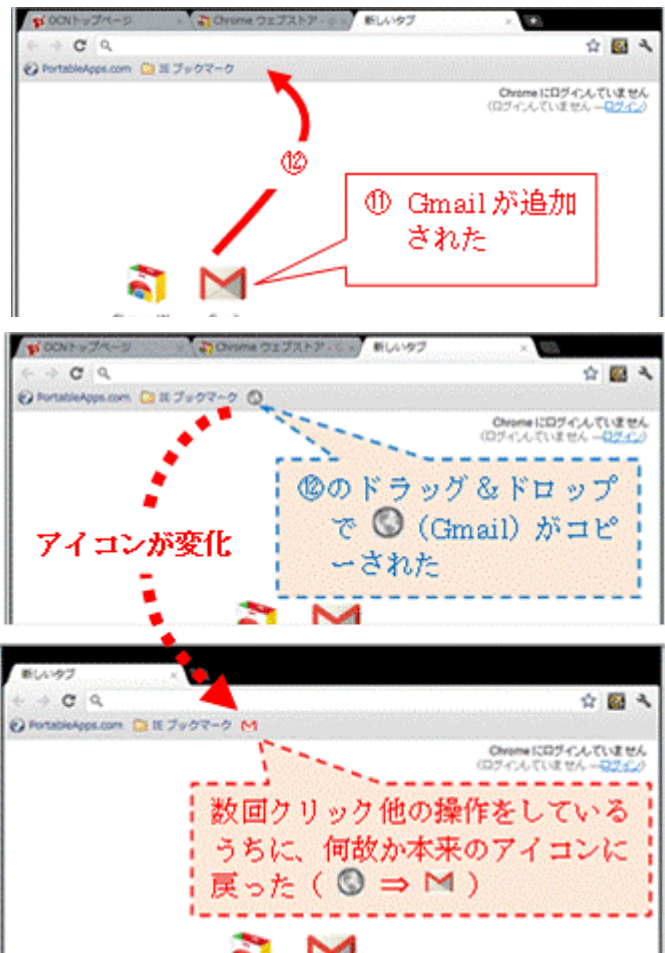 OCNトップページ
Chrome ウェブストア
新しいタブ
PortableApps.com
IE ブックマーク
Chrome にログインしていません
(ログインしていません —ログイン)
⑫
⑪ Gmail が追加
された
OCNトップページ
Chrome ウェブストア
新しいタブ
PortableApps.com
IE ブックマーク
Chrome にログインしていません
(ログインしていません —ログイン)
⑫のドラッグ&ドロップ
で (Gmail) がコピ
ーされた
アイコンが変化
新しいタブ
PortableApps.com
IE ブックマーク
Chrome にログインしていません
(ログインしていません —ログイン)
数回クリック他の操作をしている
うちに、何故か本来のアイコンに
戻った ( ⇒ )